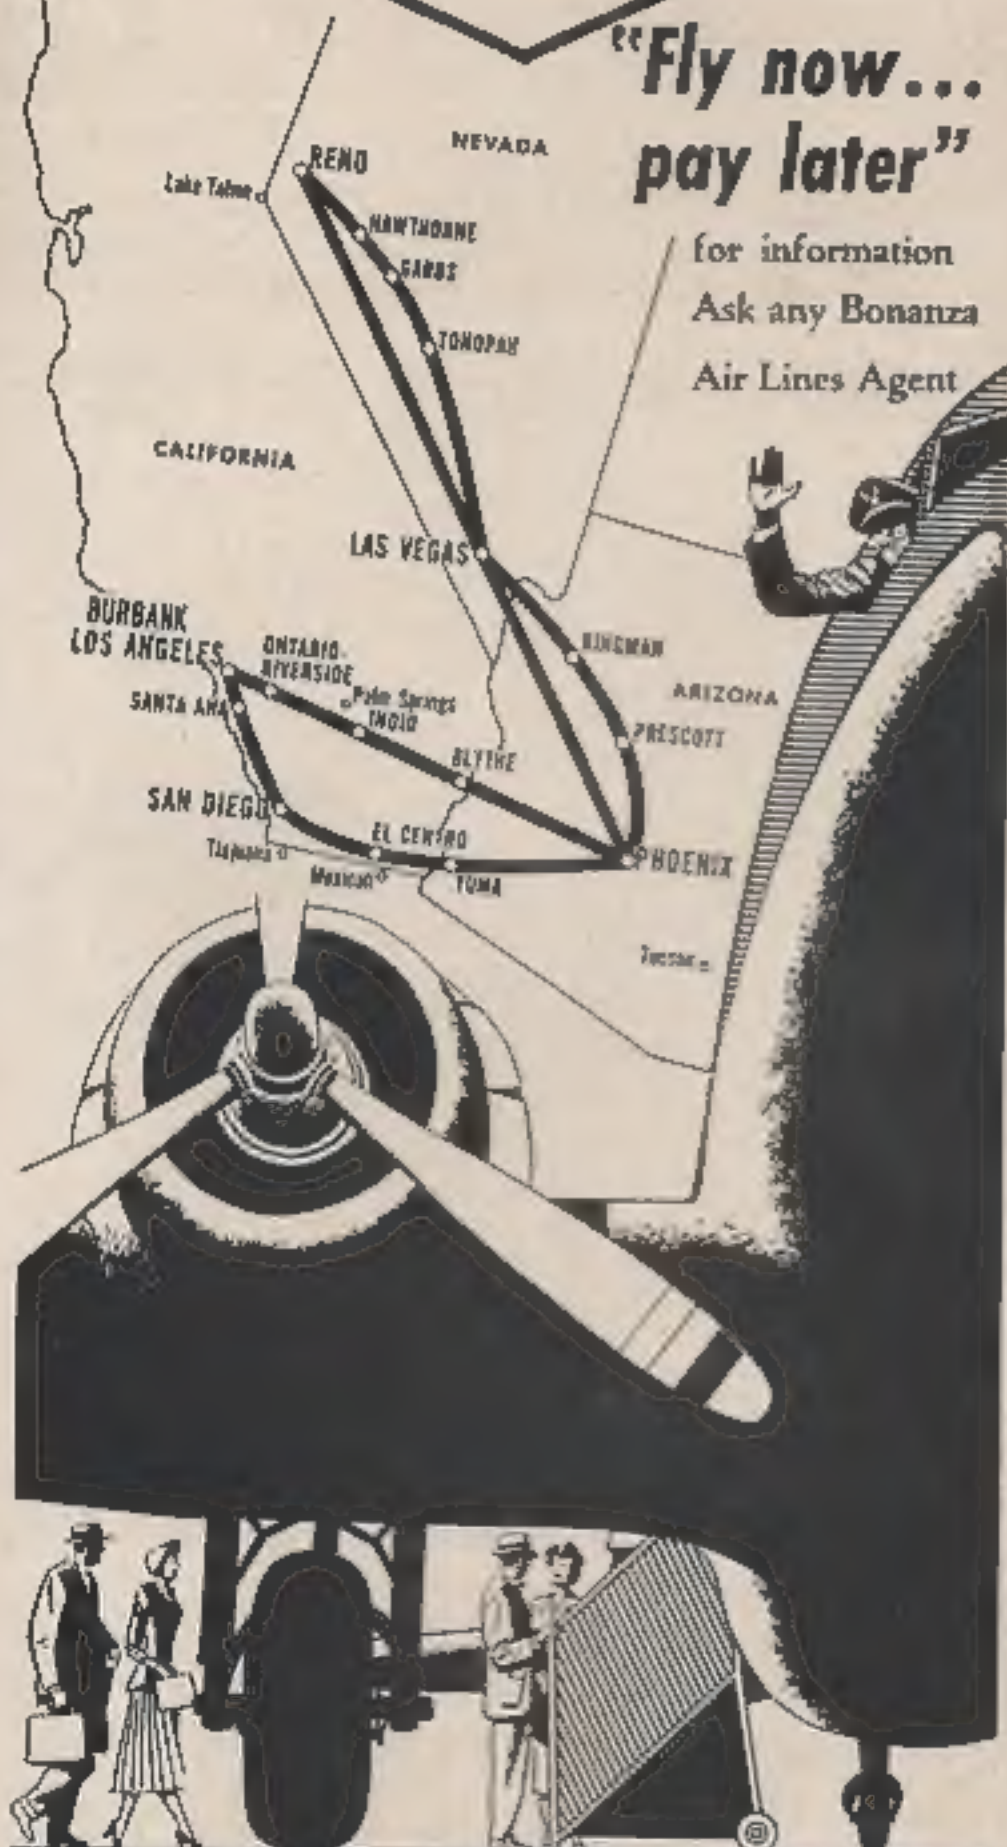 "Fly now...
pay later"
for information
Ask any Bonanza
Air Lines Agent
NEVADA
RENO
Lake Tahoe
HAWTHORNE
GABBS
TONOPAH
CALIFORNIA
LAS VEGAS
BURBANK
LOS ANGELES
ONTARIO-
RIVERSIDE
KINGMAN
ARIZONA
SANTA ANA
Palm Springs
INDIO
PRESCOTT
BLYTHE
SAN DIEGO
EL CENTRO
Tijuana
PHOENIX
Mexicali
YUMA
Tucson